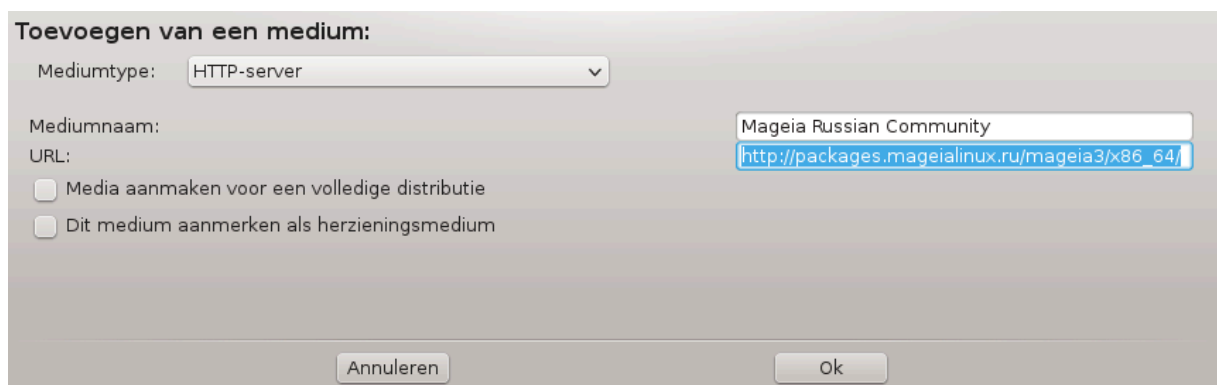 Toevoegen van een medium:
Mediumtype: HTTP-server
Mediumnaam: Mageia Russian Community
URL: http://packages.mageialinux.ru/mageia3/x86_64/
Media aanmaken voor een volledige distributie
Dit medium aanmerken als herzieningsmedium
Annuleren Ok